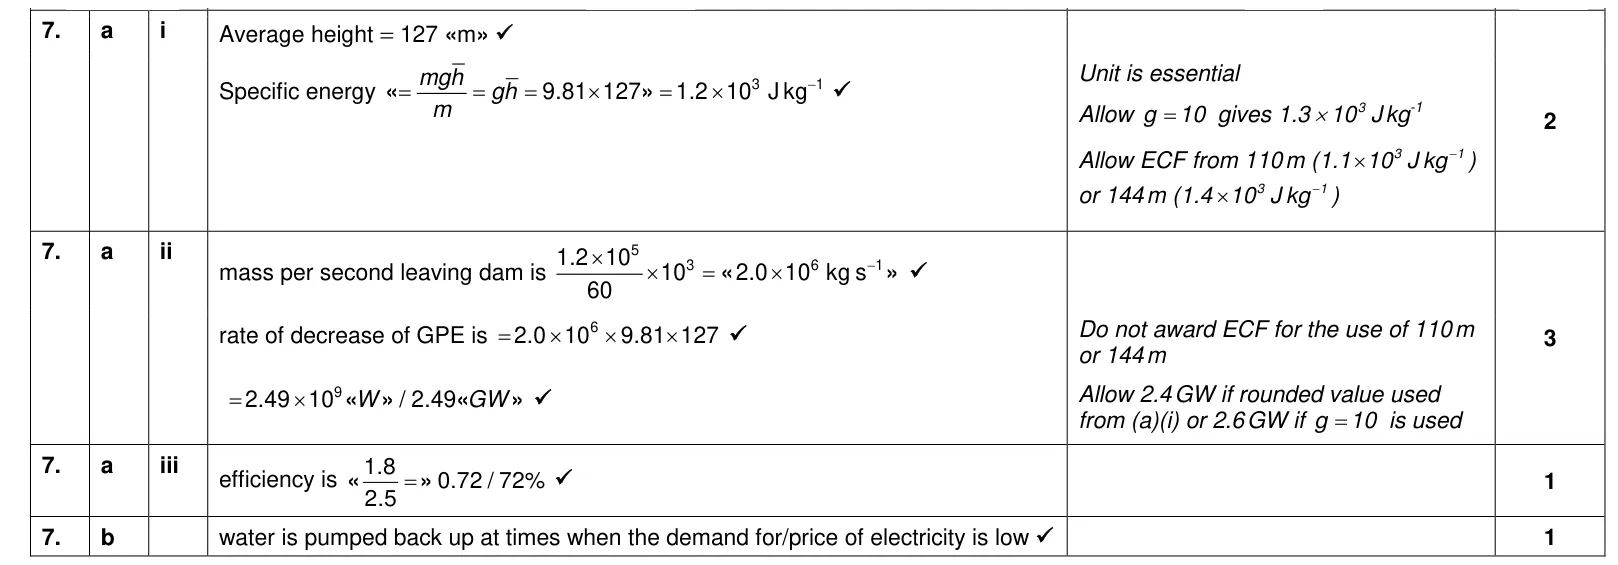 7. a i Average height = 127 «m» ✓
Specific energy «= mgh̅/m = gh̅ = 9.81×127» = 1.2×10³ J kg⁻¹ ✓
Unit is essential
Allow g = 10 gives 1.3×10³ J kg⁻¹
Allow ECF from 110 m (1.1×10³ J kg⁻¹)
or 144 m (1.4×10³ J kg⁻¹)
2
7. a ii mass per second leaving dam is 1.2×10⁵/60 ×10³ = «2.0×10⁶ kg s⁻¹» ✓
rate of decrease of GPE is = 2.0×10⁶ × 9.81×127 ✓
= 2.49×10⁹ «W» / 2.49«GW» ✓
Do not award ECF for the use of 110 m
or 144 m
Allow 2.4 GW if rounded value used
from (a)(i) or 2.6 GW if g = 10 is used
3
7. a iii efficiency is «1.8/2.5 =» 0.72 / 72% ✓
1
7. b water is pumped back up at times when the demand for/price of electricity is low ✓
1